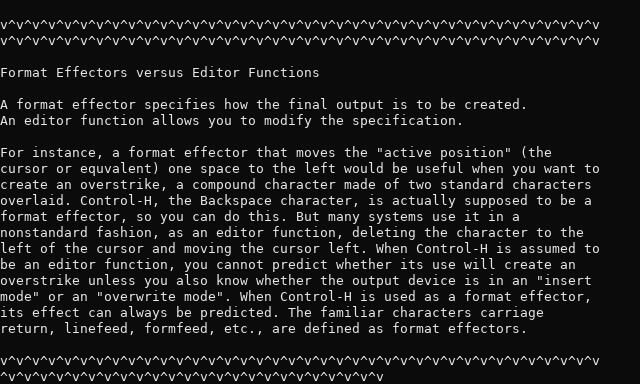 v^v^v^v^v^v^v^v^v^v^v^v^v^v^v^v^v^v^v^v^v^v^v^v^v^v^v^v^v^v^v^v^v^v^v^v^v^v
v^v^v^v^v^v^v^v^v^v^v^v^v^v^v^v^v^v^v^v^v^v^v^v^v^v^v^v^v^v^v^v^v^v^v^v^v^v
Format Effectors versus Editor Functions
A format effector specifies how the final output is to be created.
An editor function allows you to modify the specification.
For instance, a format effector that moves the "active position" (the
cursor or equvalent) one space to the left would be useful when you want to
create an overstrike, a compound character made of two standard characters
overlaid. Control-H, the Backspace character, is actually supposed to be a
format effector, so you can do this. But many systems use it in a
nonstandard fashion, as an editor function, deleting the character to the
left of the cursor and moving the cursor left. When Control-H is assumed to
be an editor function, you cannot predict whether its use will create an
overstrike unless you also know whether the output device is in an "insert
mode" or an "overwrite mode". When Control-H is used as a format effector,
its effect can always be predicted. The familiar characters carriage
return, linefeed, formfeed, etc., are defined as format effectors.
v^v^v^v^v^v^v^v^v^v^v^v^v^v^v^v^v^v^v^v^v^v^v^v^v^v^v^v^v^v^v^v^v^v^v^v^v^v
^v^v^v^v^v^v^v^v^v^v^v^v^v^v^v^v^v^v^v^v^v^v^v^v